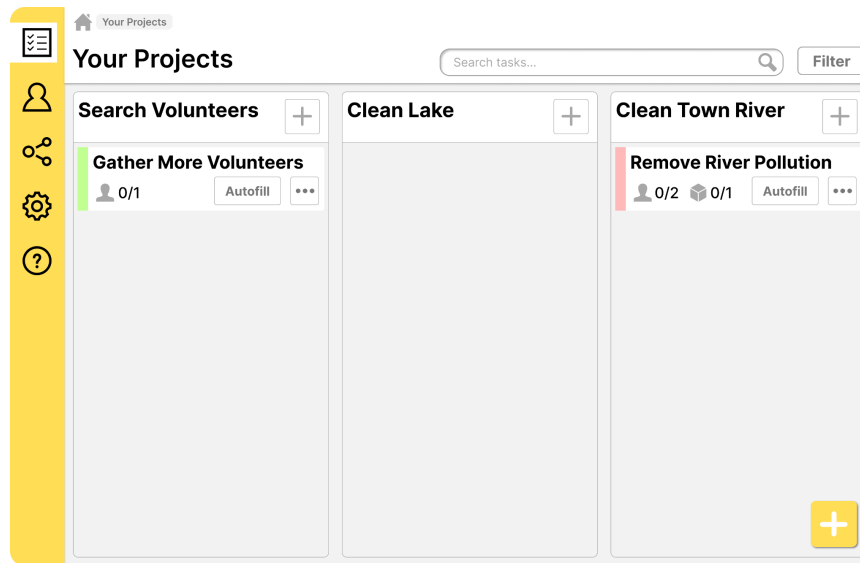 Your Projects
Your Projects
Search tasks...
Filter
Search Volunteers
Gather More Volunteers
0/1
Autofill
Clean Lake
Clean Town River
Remove River Pollution
0/2 0/1
Autofill